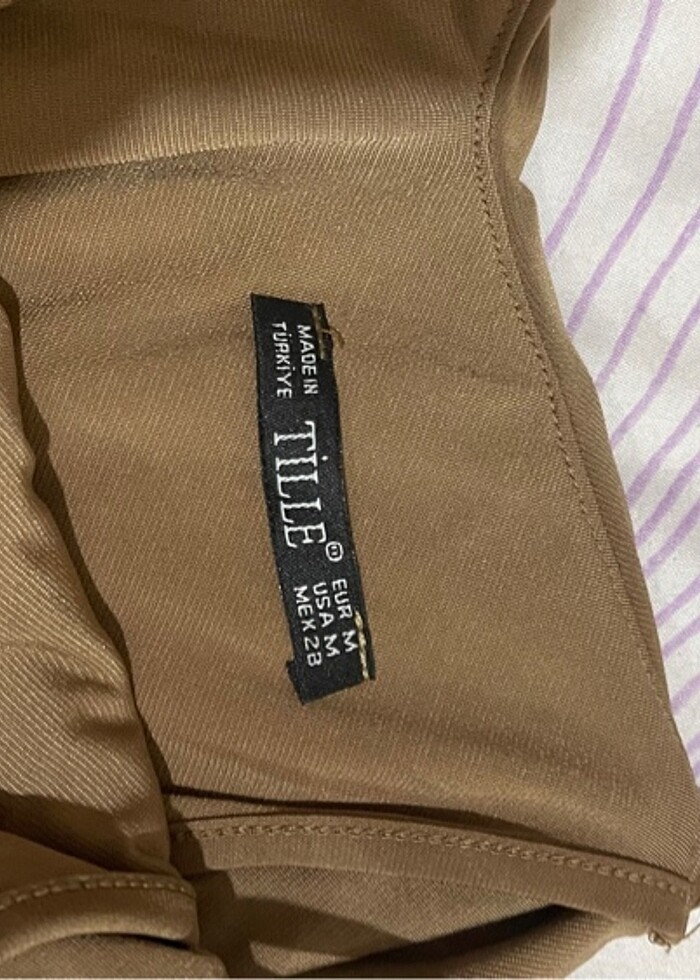 MADE IN
TÜRKİYE
TİLLE®
EUR M
USA M
MEX 28